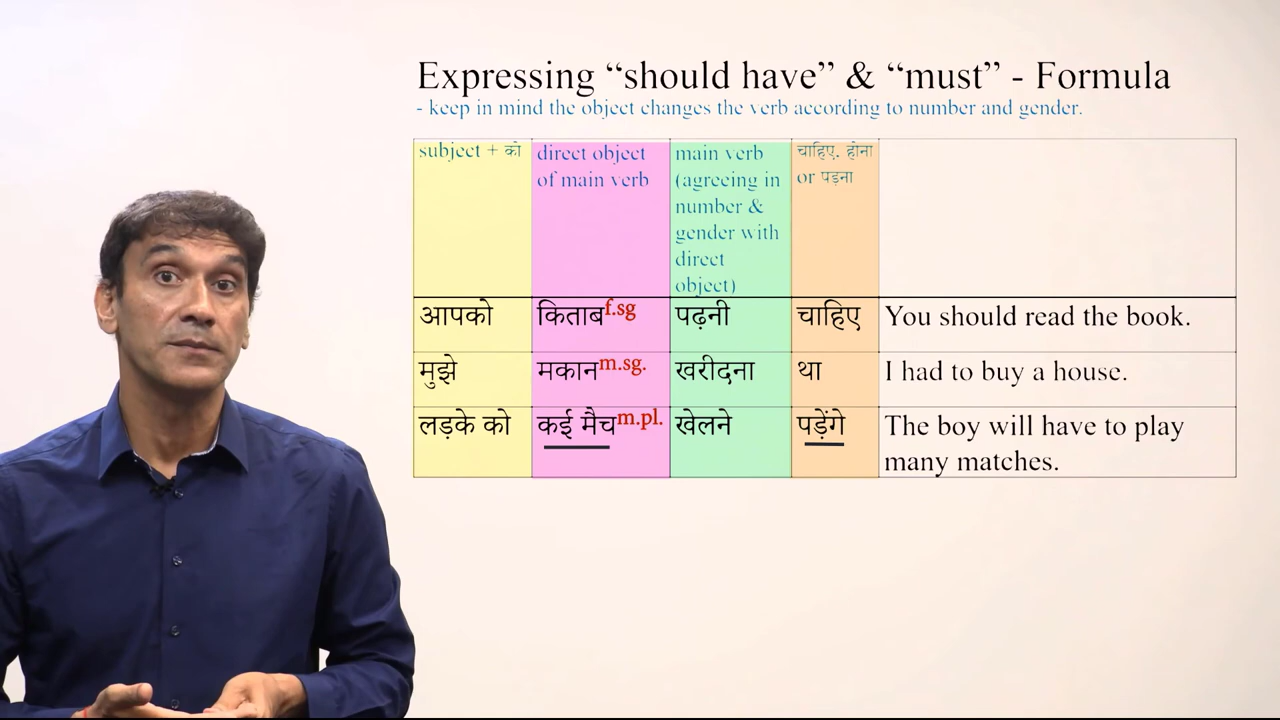 Expressing “should have” & “must” - Formula
- keep in mind the object changes the verb according to number and gender.
subject + को
direct object
of main verb
main verb
(agreeing in
number &
gender with
direct
object)
चाहिए. होना
or पड़ना
आपको किताबf.sg पढ़नी चाहिए You should read the book.
मुझे मकानm.sg. खरीदना था I had to buy a house.
लड़के को कई मैचm.pl. खेलने पड़ेंगे The boy will have to play
many matches.